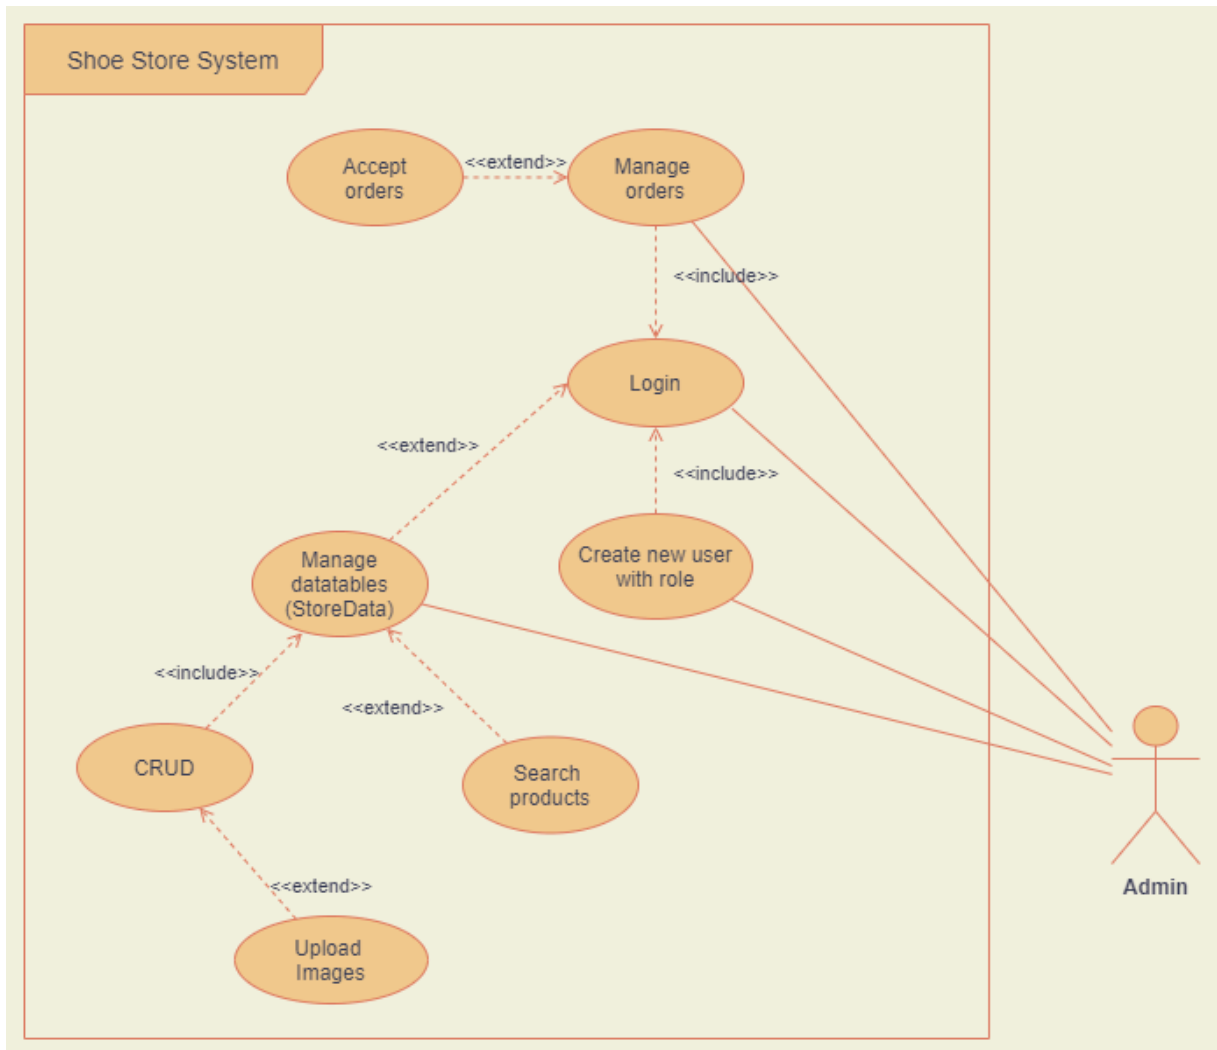 Shoe Store System
Accept
orders
<<extend>>
Manage
orders
<<include>>
Login
<<extend>>
<<include>>
Manage
datatables
(StoreData)
Create new user
with role
<<include>>
<<extend>>
CRUD
Search
products
<<extend>>
Upload
Images
Admin